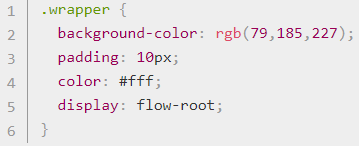 1 .wrapper {
2 background-color: rgb(79,185,227);
3 padding: 10px;
4 color: #fff;
5 display: flow-root;
6 }